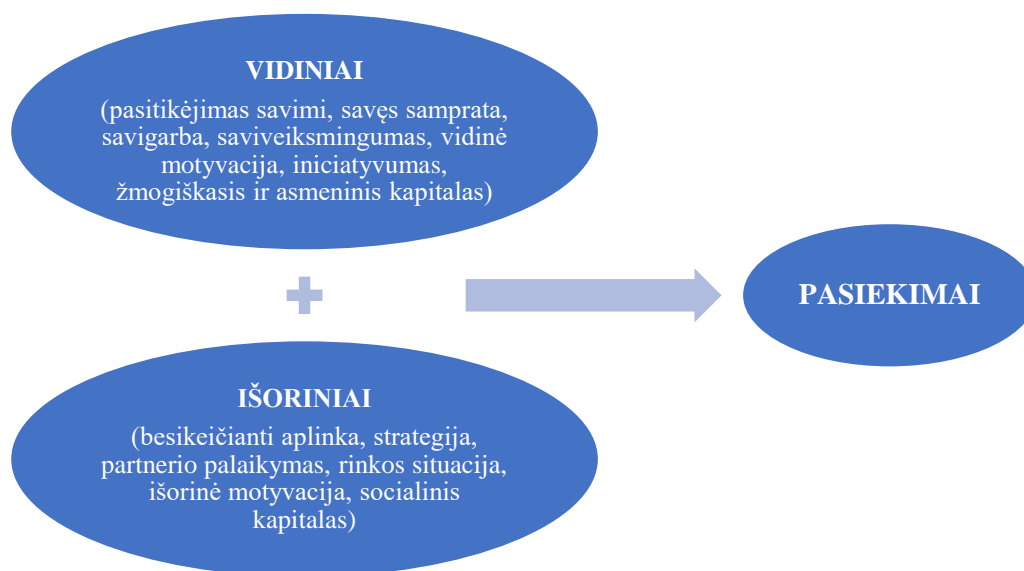 VIDINIAI
(pasitikėjimas savimi, savęs samprata,
savigarba, saviveiksmingumas, vidinė
motyvacija, iniciatyvumas,
žmogiškasis ir asmeninis kapitalas)
PASIEKIMAI
IŠORINIAI
(besikeičianti aplinka, strategija,
partnerio palaikymas, rinkos situacija,
išorinė motyvacija, socialinis
kapitalas)